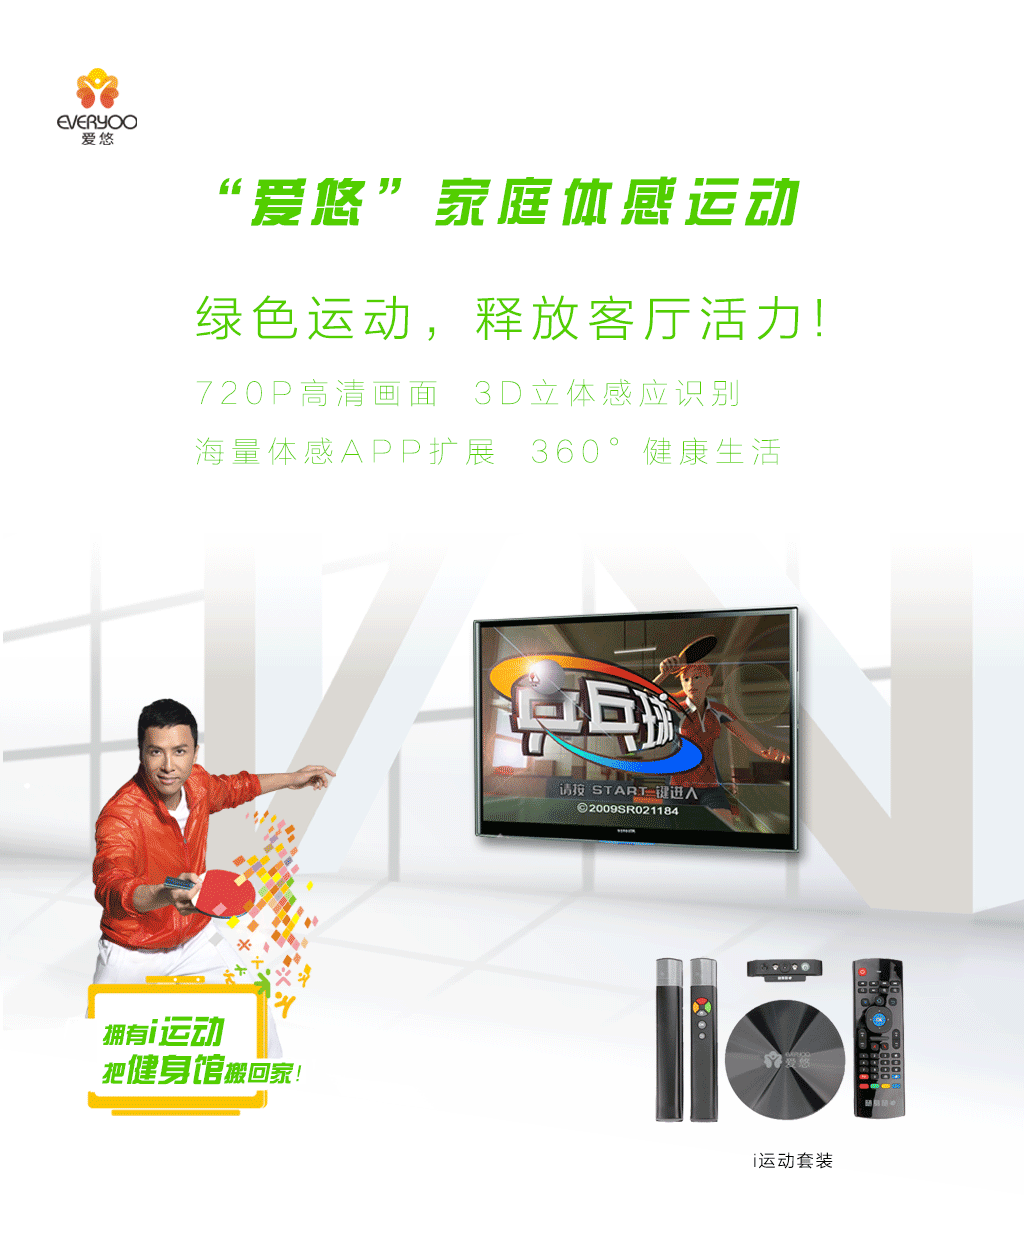 EVERYOO
爱悠
“爱悠”家庭体感运动
绿色运动，释放客厅活力！
720P高清画面 3D立体感应识别
海量体感APP扩展 360°健康生活
乒乓球
请按 START 键进入
©2009SR021184
拥有i运动
把健身馆搬回家！
EVERYOO
爱悠
i运动套装